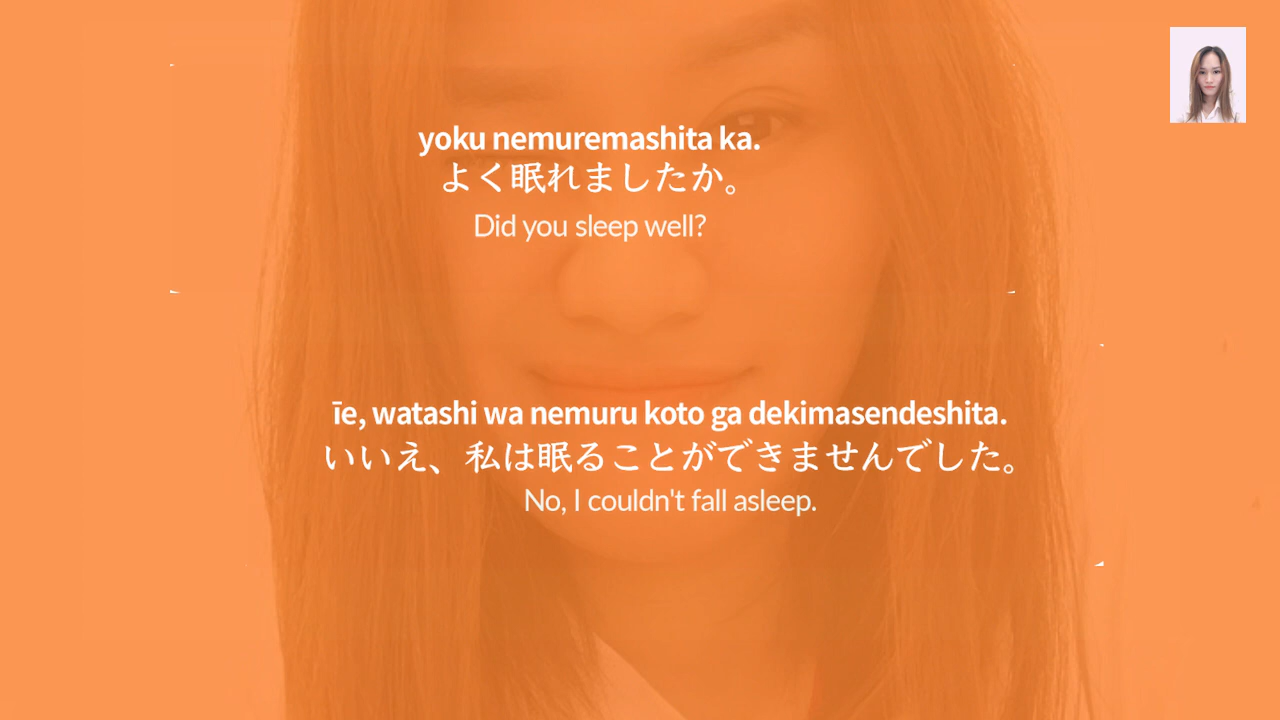 yoku nemuremashita ka.
よく眠れましたか。
Did you sleep well?
īe, watashi wa nemuru koto ga dekimasendeshita.
いいえ、私は眠ることができませんでした。
No, I couldn't fall asleep.